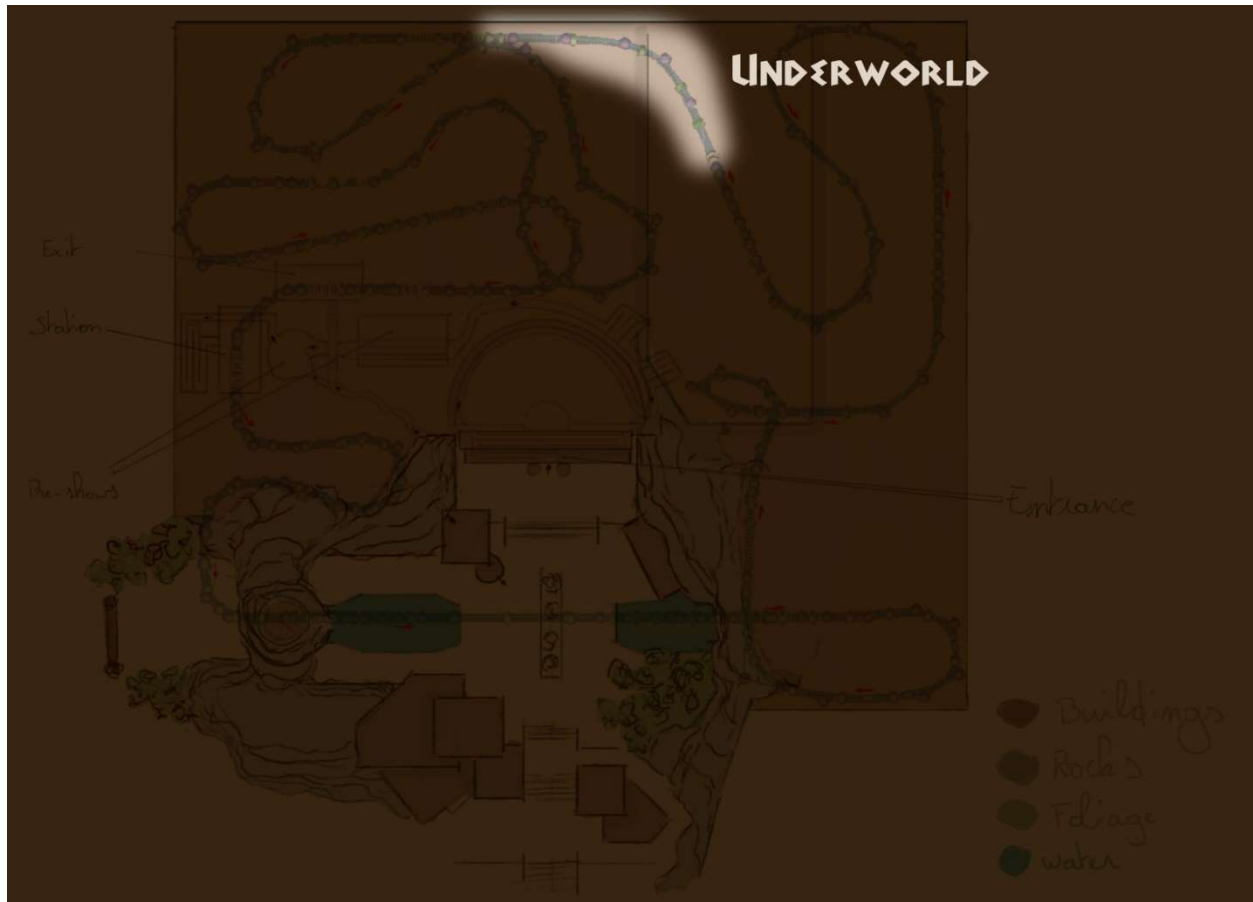 UNDERWORLD
Exit
Station
Pre-shows
Entrance
Buildings
Rocks
Foliage
water